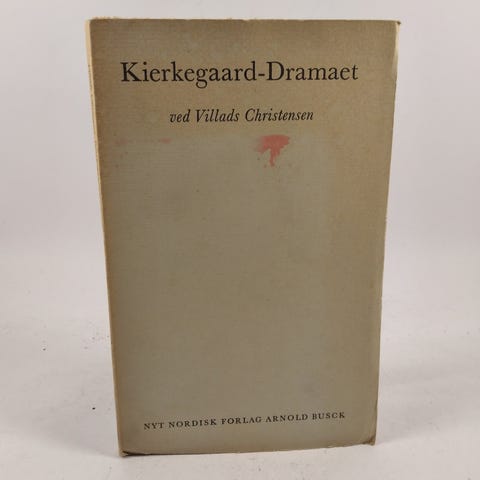 Kierkegaard-Dramaet
ved Villads Christensen
NYT NORDISK FORLAG ARNOLD BUSCK